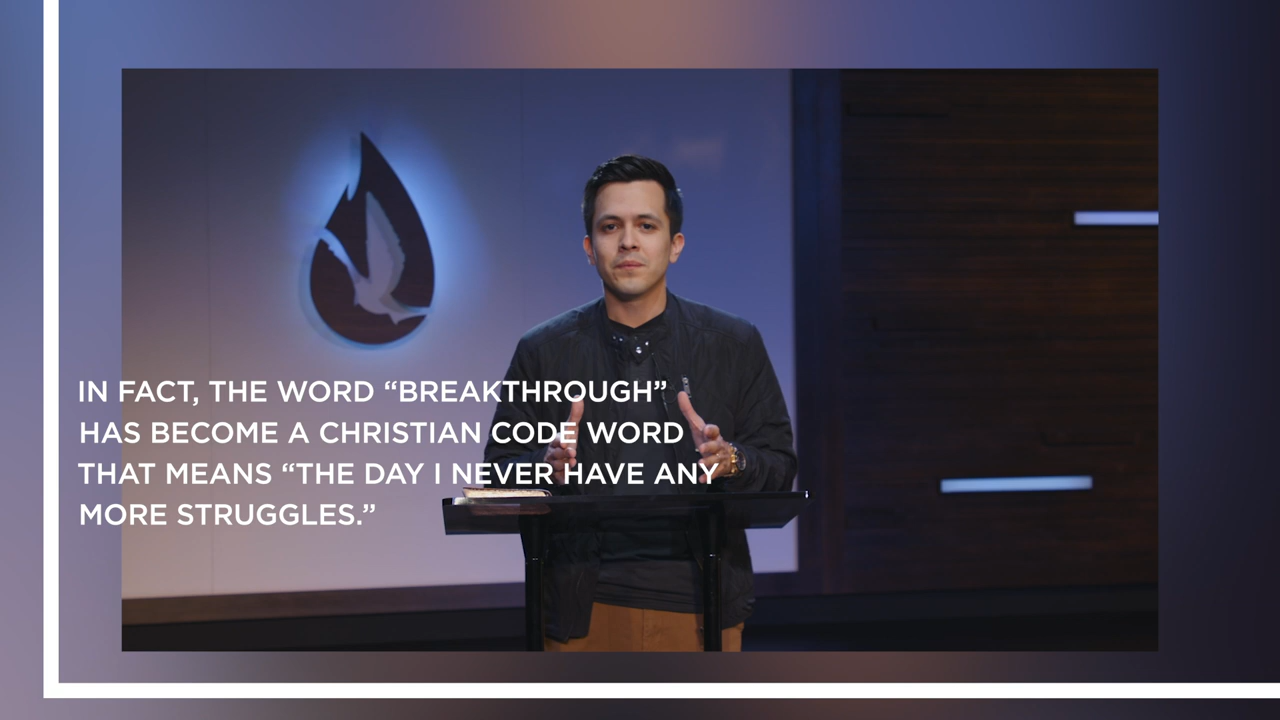 IN FACT, THE WORD “BREAKTHROUGH”
HAS BECOME A CHRISTIAN CODE WORD
THAT MEANS “THE DAY I NEVER HAVE ANY
MORE STRUGGLES.”